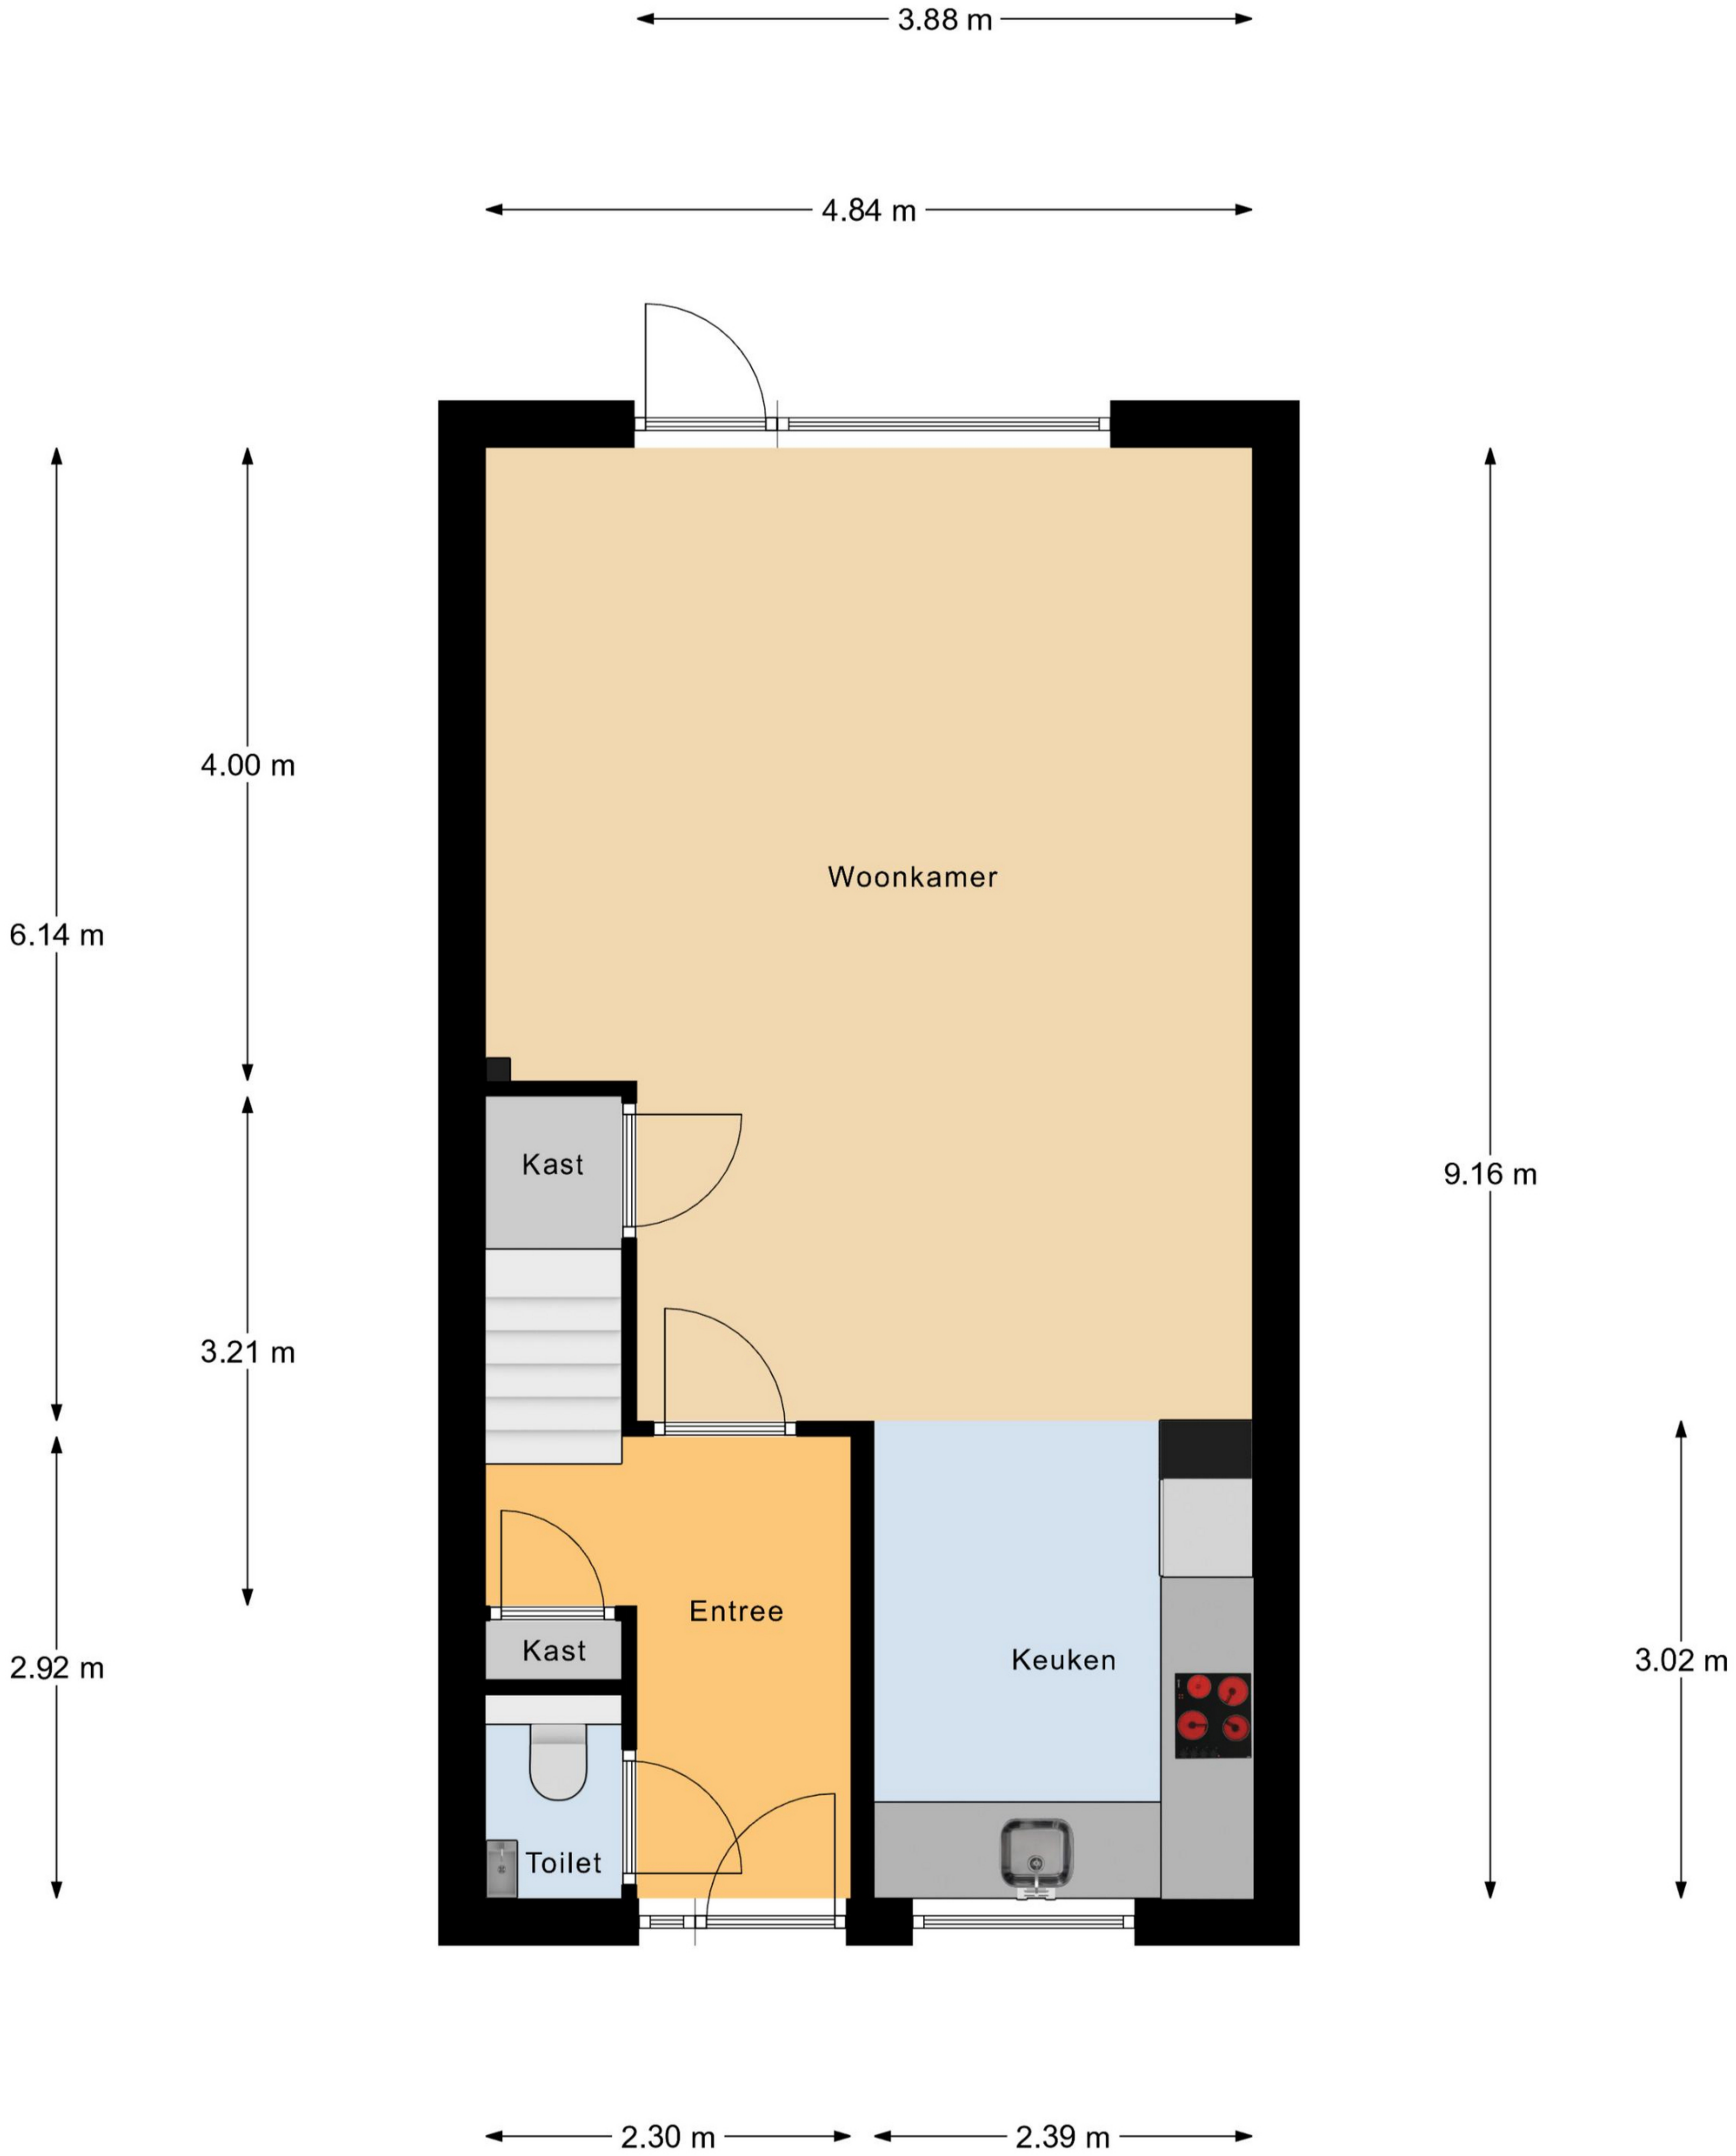 3.88 m
4.84 m
4.00 m
Woonkamer
6.14 m
Kast
9.16 m
3.21 m
Entree
Kast
Keuken
2.92 m
3.02 m
Toilet
2.30 m
2.39 m